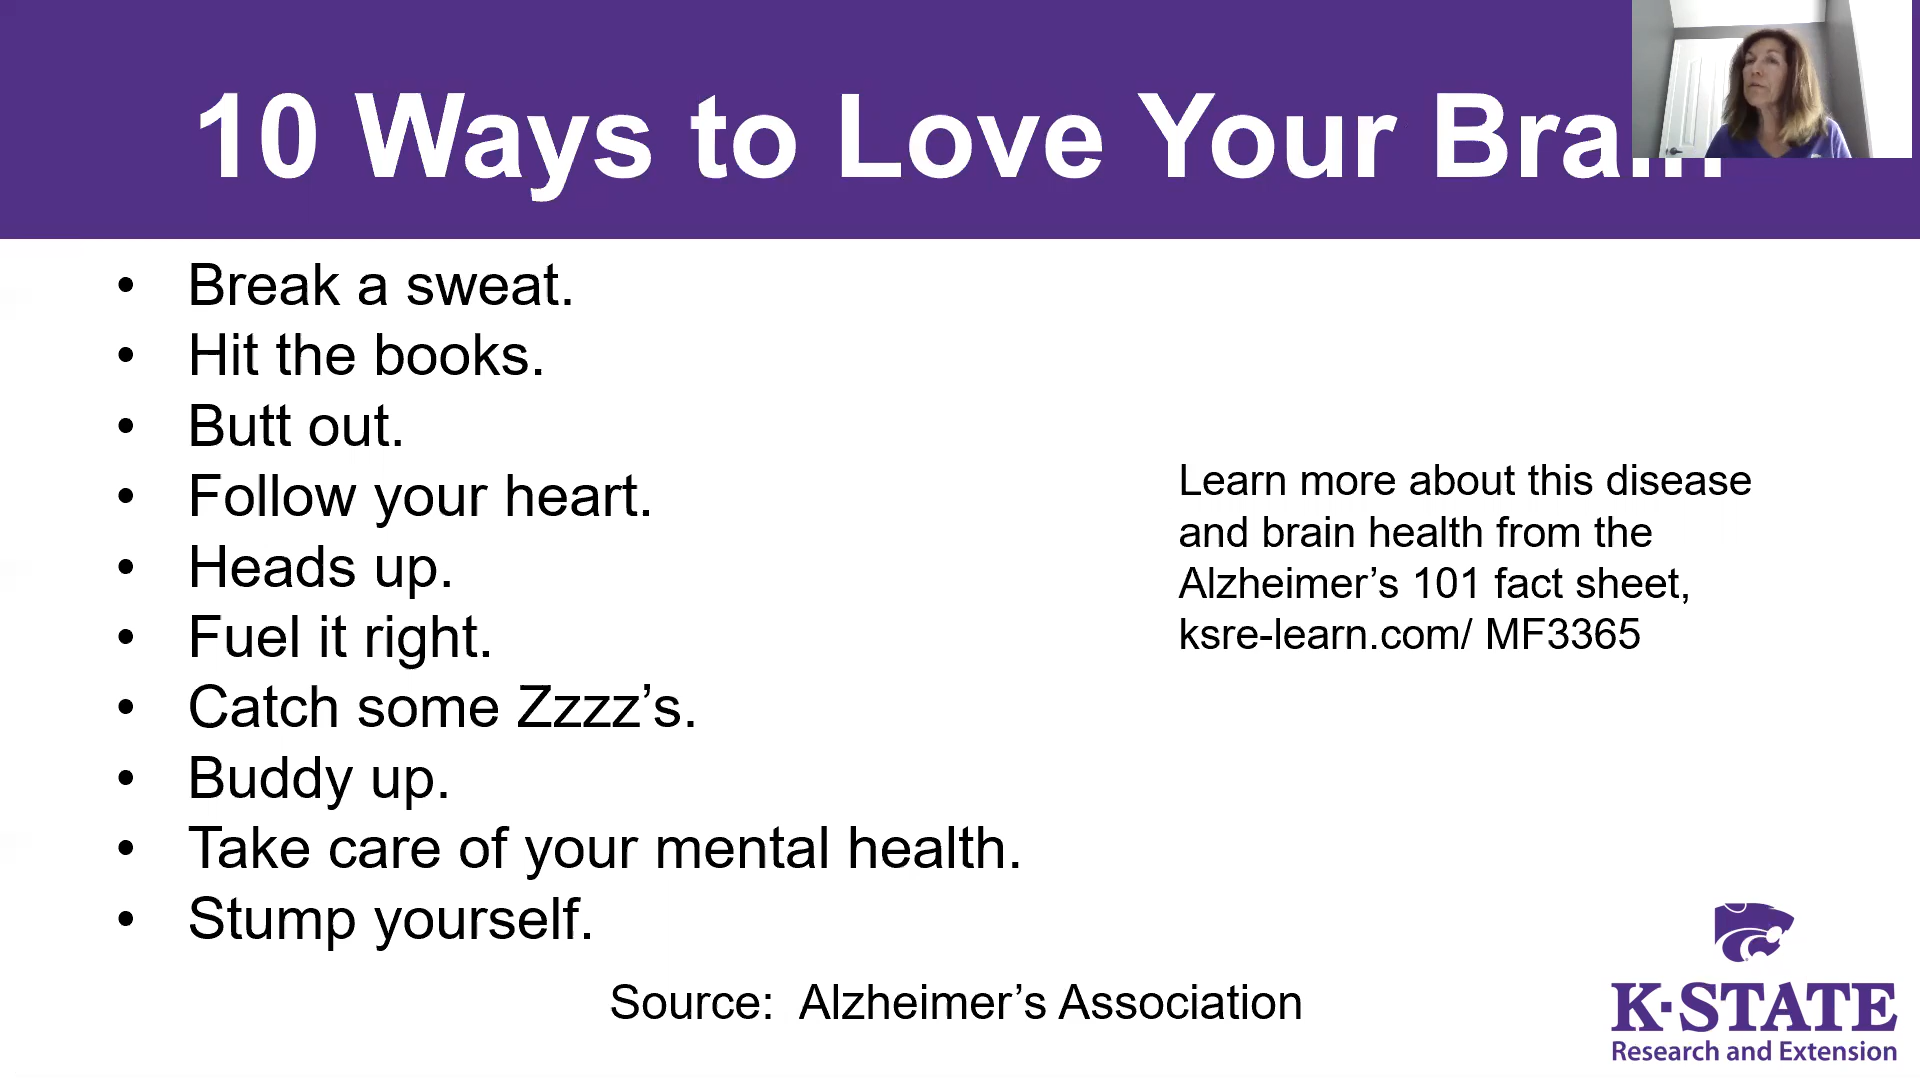 10 Ways to Love Your Brain
• Break a sweat.
• Hit the books.
• Butt out.
• Follow your heart.
• Heads up.
• Fuel it right.
• Catch some Zzzz’s.
• Buddy up.
• Take care of your mental health.
• Stump yourself.
Learn more about this disease
and brain health from the
Alzheimer’s 101 fact sheet,
ksre-learn.com/ MF3365
Source: Alzheimer’s Association
K-STATE
Research and Extension